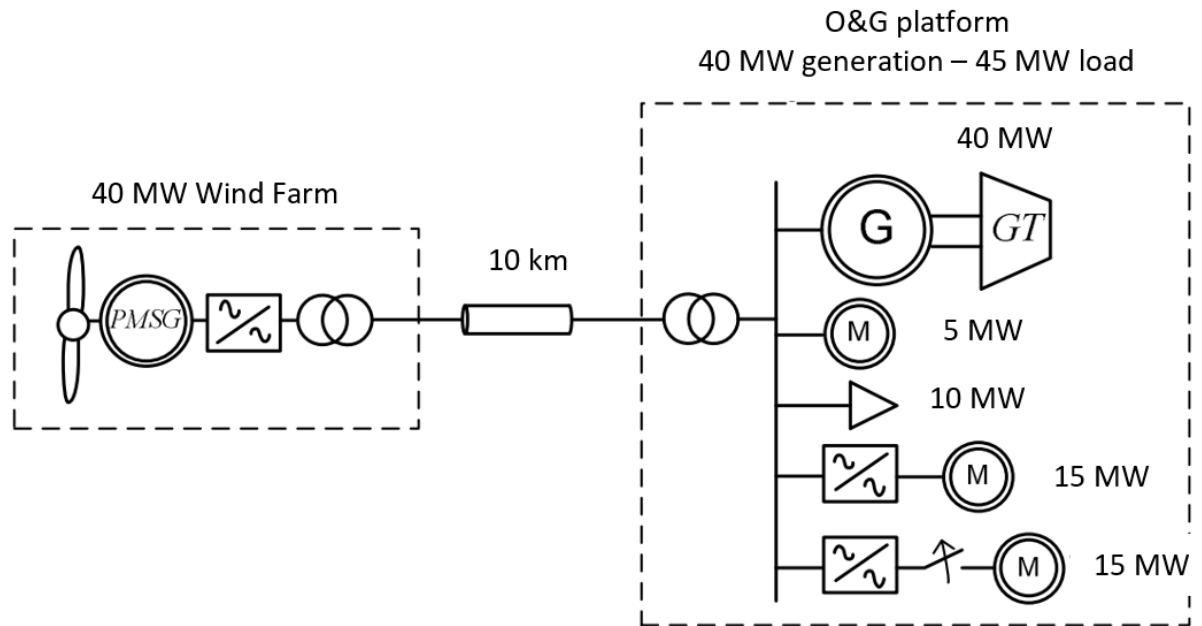 O&G platform
40 MW generation – 45 MW load
40 MW
40 MW Wind Farm
G
GT
10 km
PMSG
M
5 MW
10 MW
M
15 MW
M
15 MW